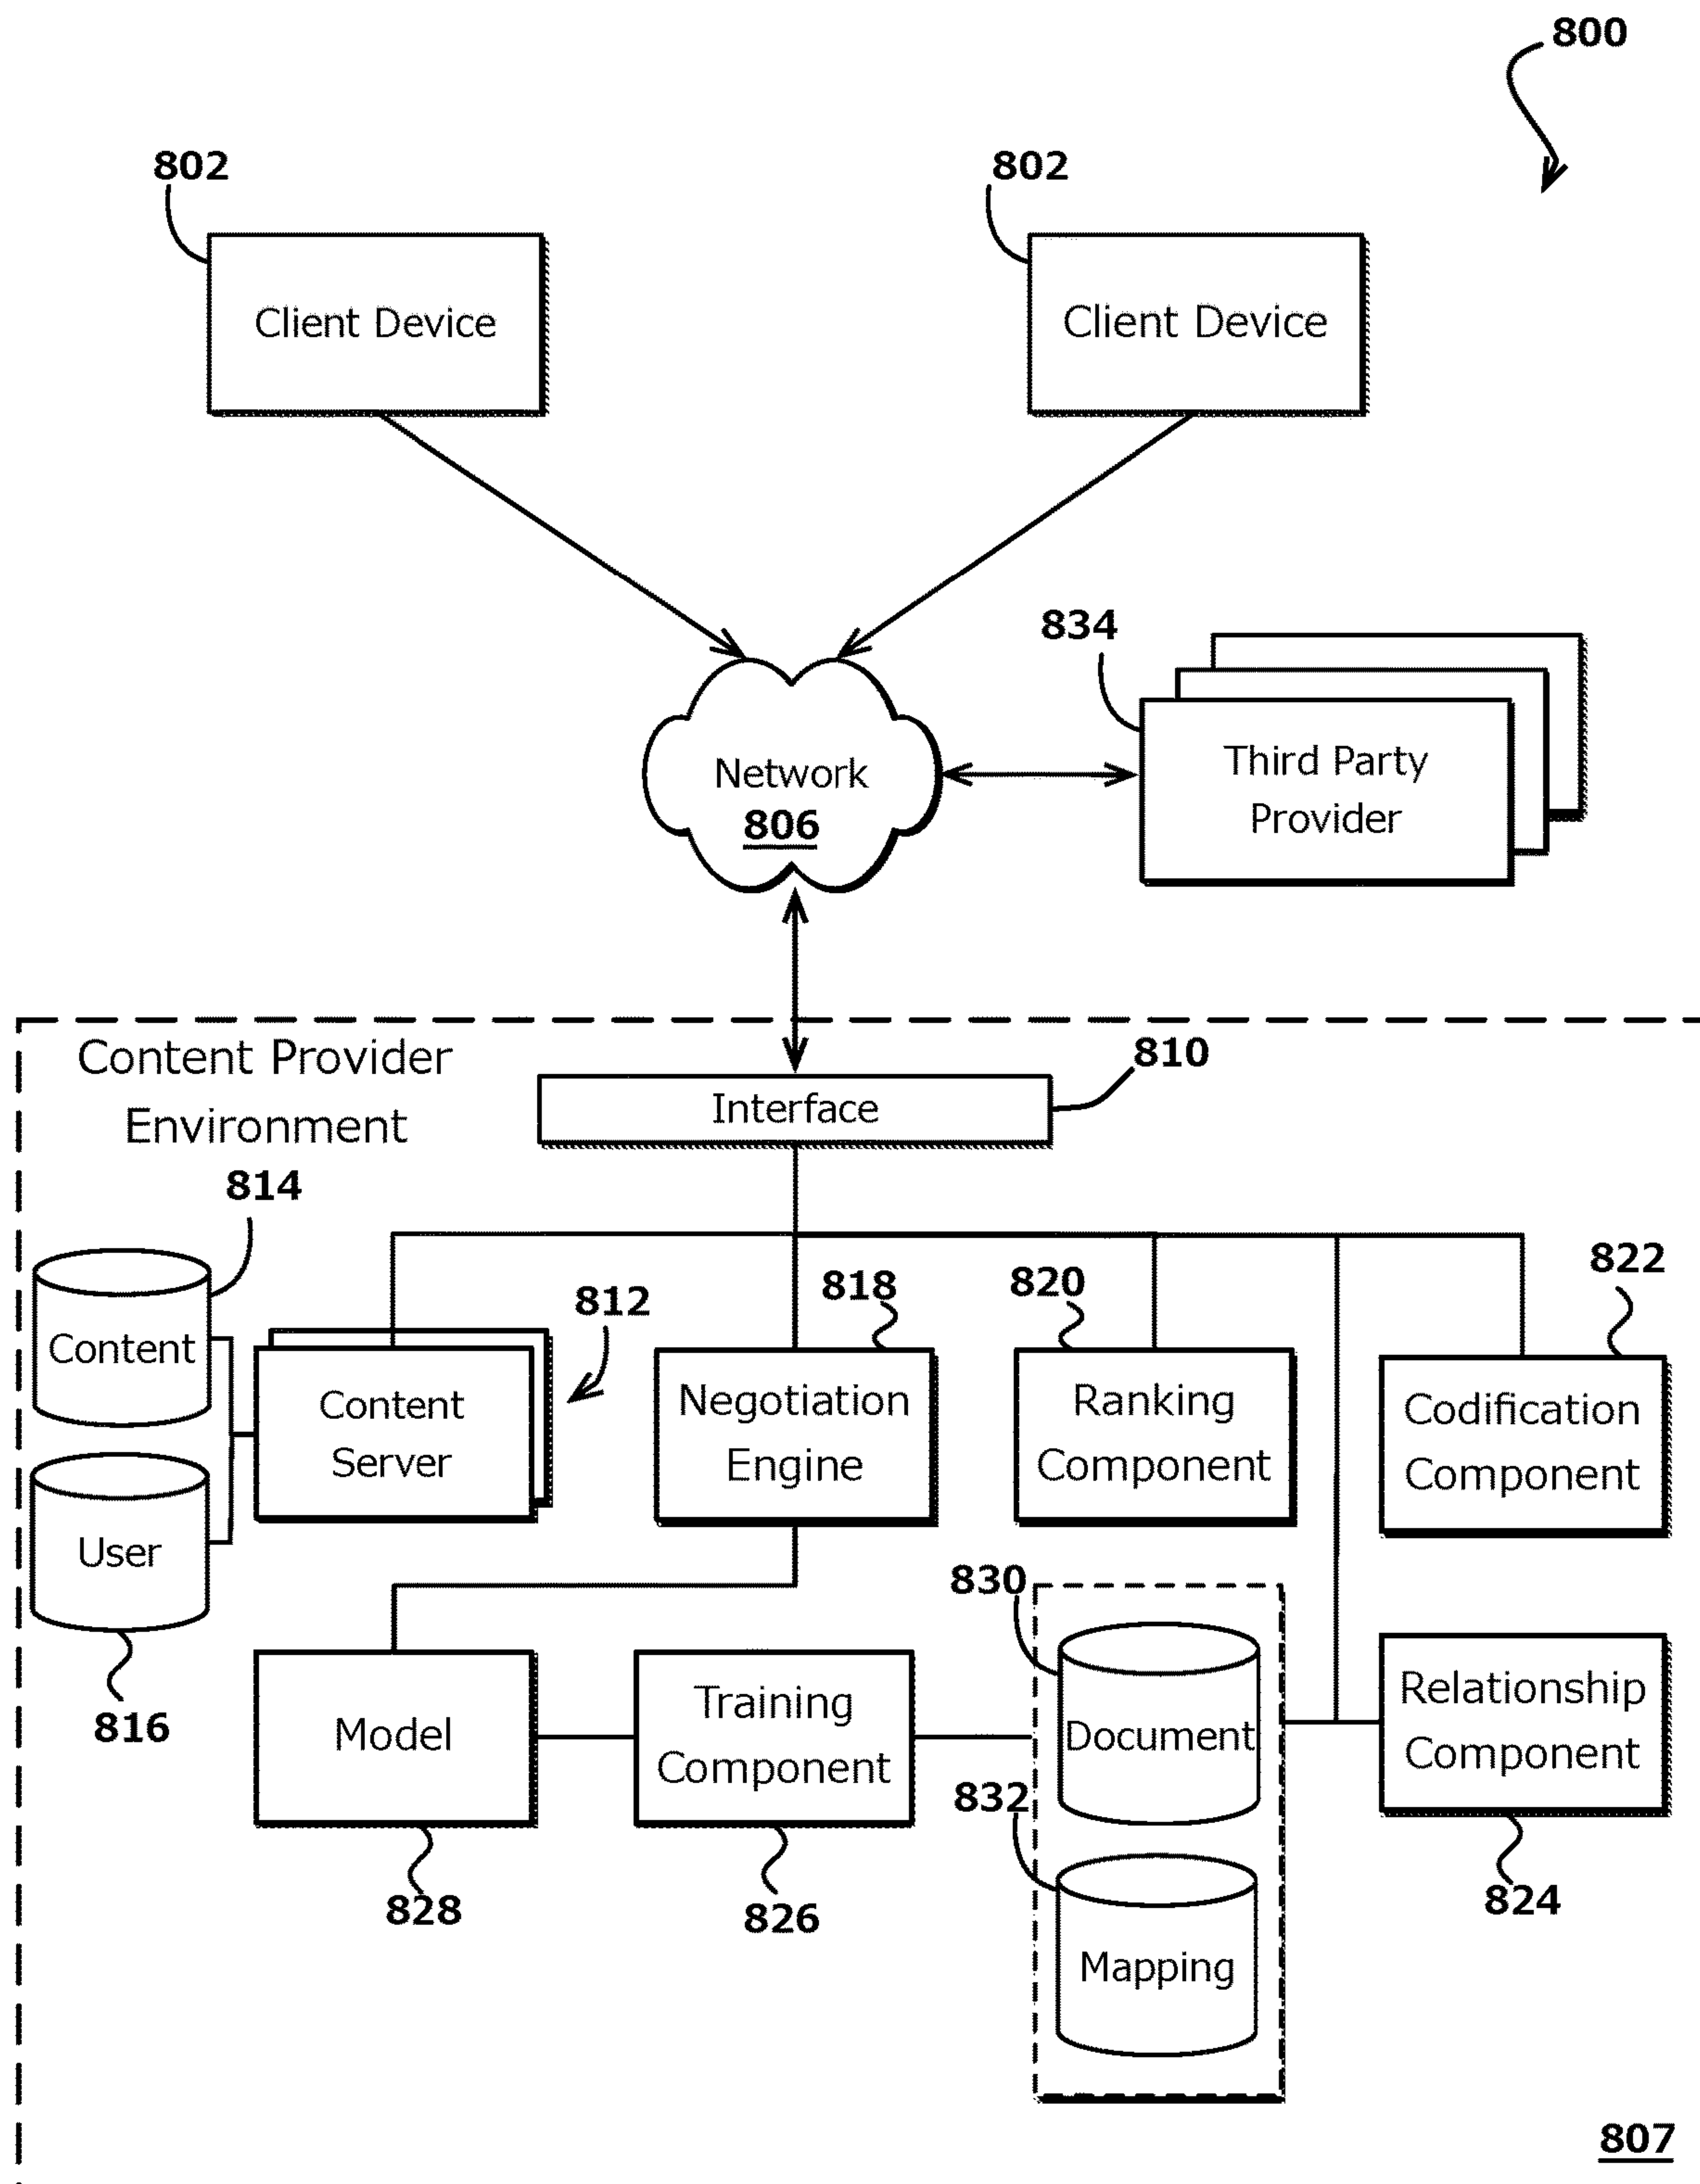 800
802
802
Client Device
Client Device
834
Third Party
Provider
Network
806
Content Provider
Environment
810
Interface
814
822
818
820
812
Content
Content
Server
Negotiation
Engine
Ranking
Component
Codification
Component
User
830
816
Model
Training
Component
Document
Relationship
Component
832
828
826
824
Mapping
807